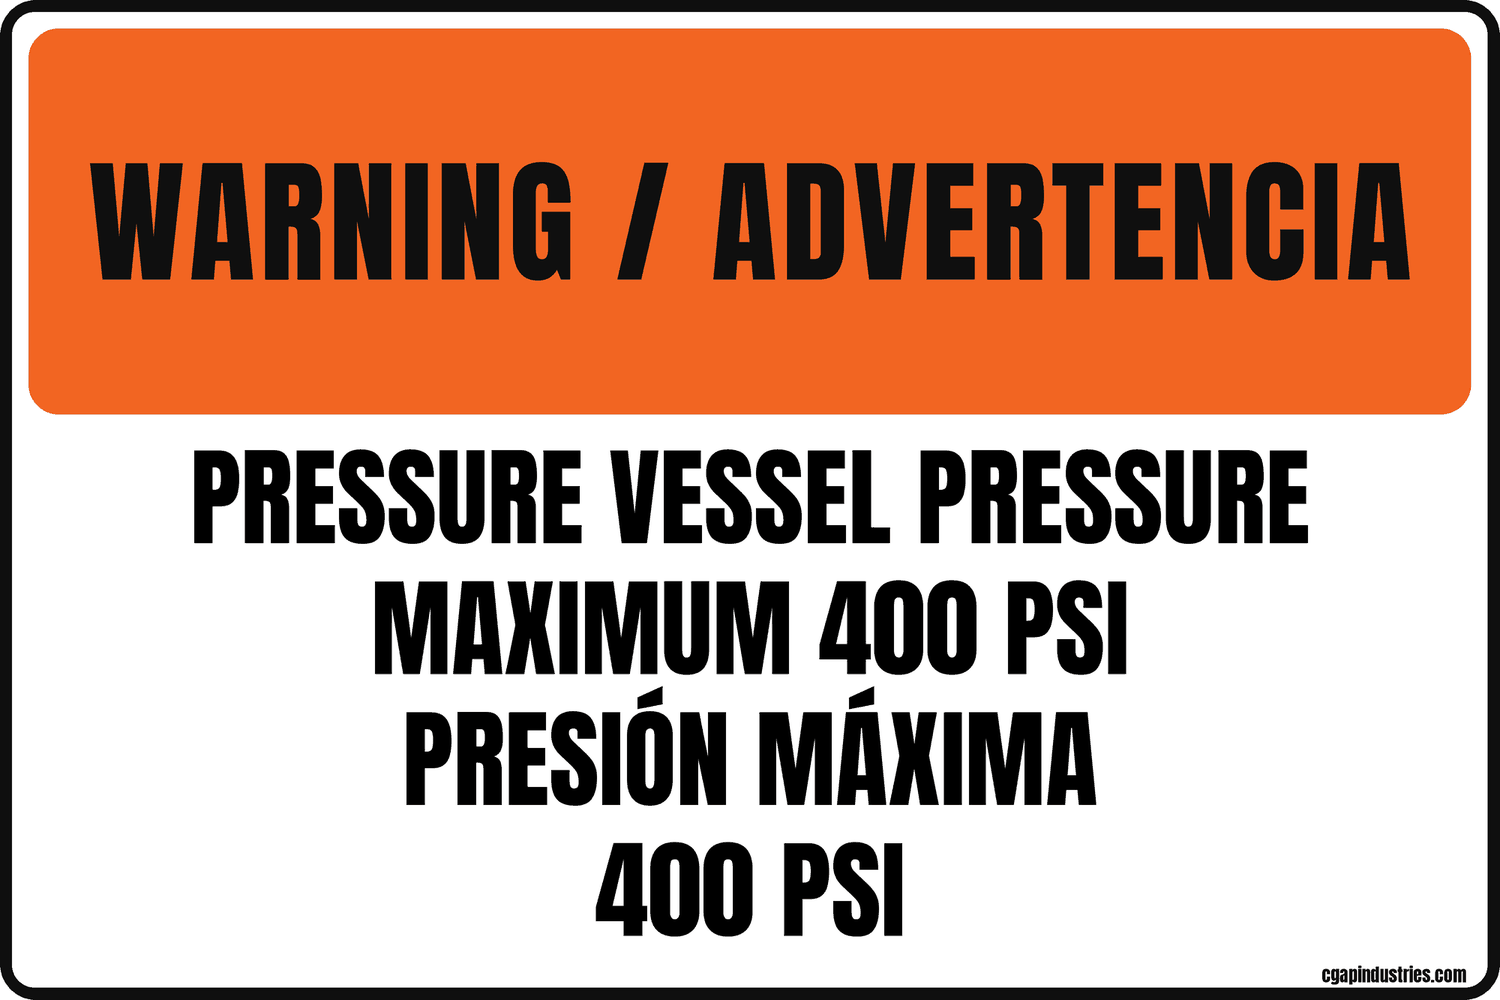 WARNING / ADVERTENCIA
PRESSURE VESSEL PRESSURE
MAXIMUM 400 PSI
PRESIÓN MÁXIMA
400 PSI
cgapindustries.com